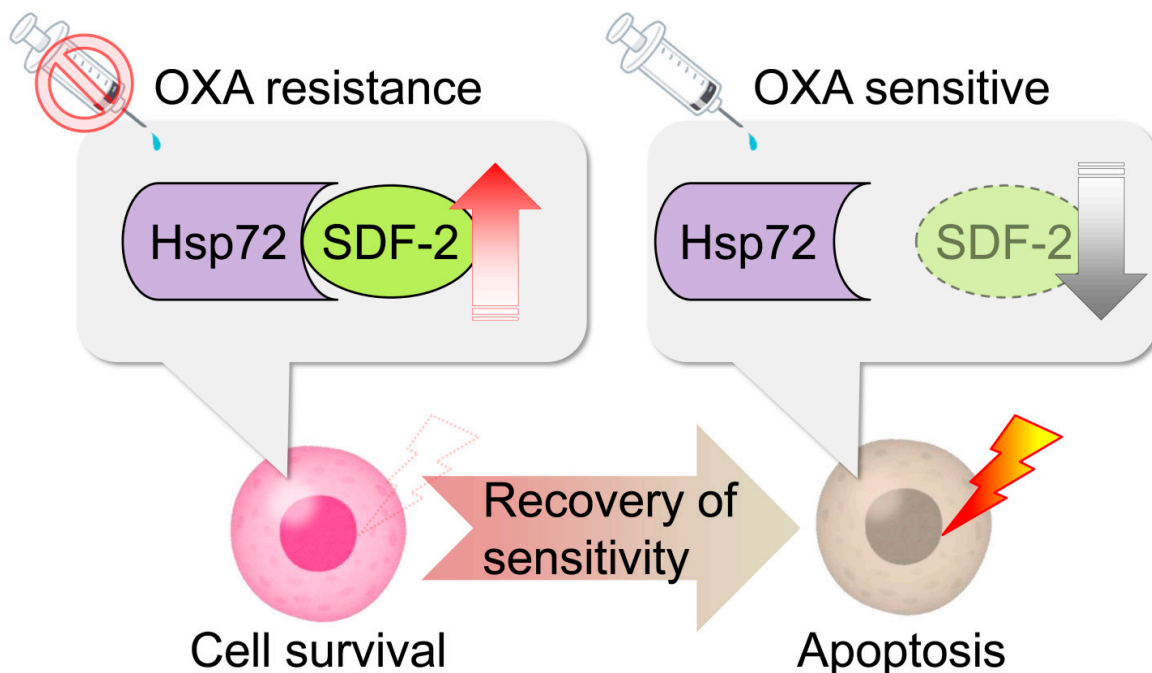 OXA resistance
Hsp72
SDF-2
Cell survival
Recovery of
sensitivity
OXA sensitive
Hsp72
SDF-2
Apoptosis